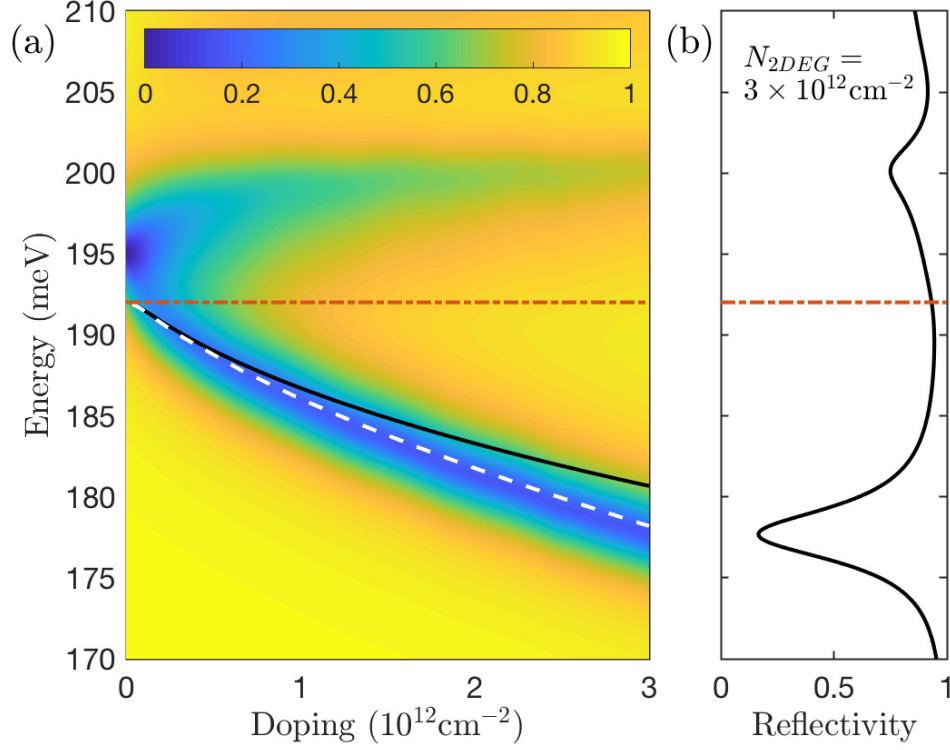 (a)
0 0.2 0.4 0.6 0.8 1
Energy (meV)
210
205
200
195
190
185
180
175
170
0 1 2 3
Doping (10¹²cm⁻²)
(b)
N₂DEG =
3 × 10¹²cm⁻²
0 0.5 1
Reflectivity